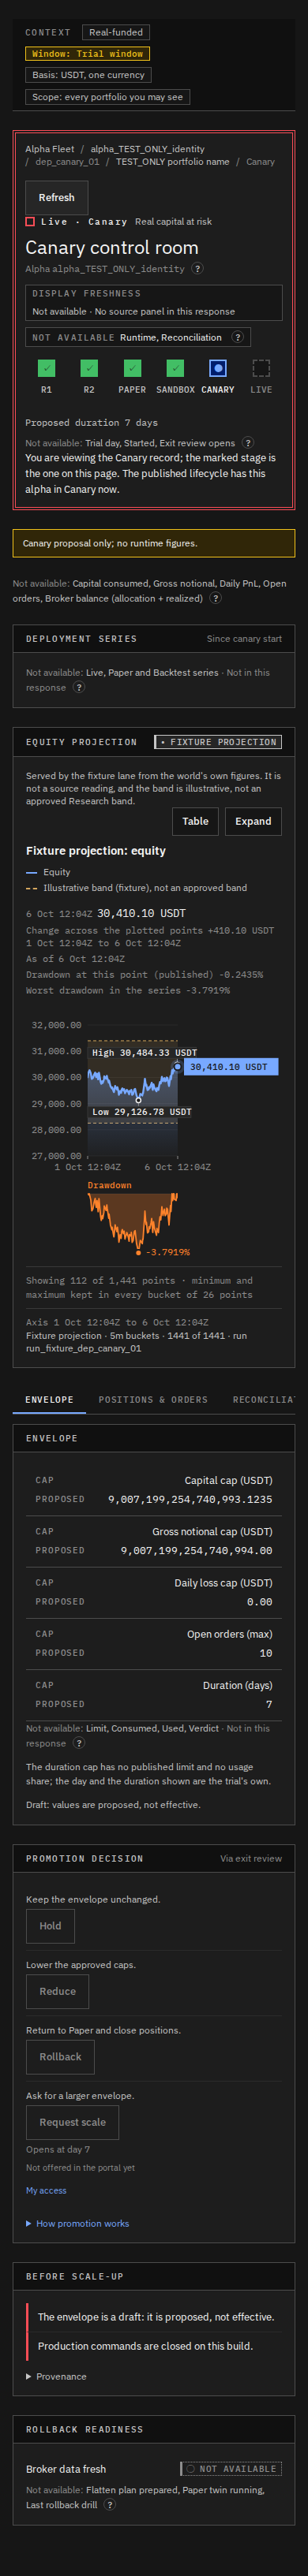 CONTEXT Real-funded
Window: Trial window
Basis: USDT, one currency
Scope: every portfolio you may see
Alpha Fleet / alpha_TEST_ONLY_identity
/ dep_canary_01 / TEST_ONLY portfolio name / Canary
Refresh
Live · Canary Real capital at risk
Canary control room
Alpha alpha_TEST_ONLY_identity ?
DISPLAY FRESHNESS
Not available · No source panel in this response
NOT AVAILABLE Runtime, Reconciliation ?
R1 R2 PAPER SANDBOX CANARY LIVE
Proposed duration 7 days
Not available: Trial day, Started, Exit review opens ?
You are viewing the Canary record; the marked stage is
the one on this page. The published lifecycle has this
alpha in Canary now.
Canary proposal only; no runtime figures.
Not available: Capital consumed, Gross notional, Daily PnL, Open
orders, Broker balance (allocation + realized) ?
DEPLOYMENT SERIES Since canary start
Not available: Live, Paper and Backtest series · Not in this
response ?
EQUITY PROJECTION • FIXTURE PROJECTION
Served by the fixture lane from the world's own figures. It is
not a source reading, and the band is illustrative, not an
approved Research band.
Table Expand
Fixture projection: equity
Equity
Illustrative band (fixture), not an approved band
6 Oct 12:04Z 30,410.10 USDT
Change across the plotted points +410.10 USDT
1 Oct 12:04Z to 6 Oct 12:04Z
As of 6 Oct 12:04Z
Drawdown at this point (published) -0.2435%
Worst drawdown in the series -3.7919%
32,000.00
31,000.00
High 30,484.33 USDT
30,000.00
30,410.10 USDT
29,000.00
Low 29,126.78 USDT
28,000.00
27,000.00
1 Oct 12:04Z 6 Oct 12:04Z
Drawdown
-3.7919%
Showing 112 of 1,441 points · minimum and
maximum kept in every bucket of 26 points
Axis 1 Oct 12:04Z to 6 Oct 12:04Z
Fixture projection · 5m buckets · 1441 of 1441 · run
run_fixture_dep_canary_01
ENVELOPE POSITIONS & ORDERS RECONCILIA
ENVELOPE
CAP Capital cap (USDT)
PROPOSED 9,007,199,254,740,993.1235
CAP Gross notional cap (USDT)
PROPOSED 9,007,199,254,740,994.00
CAP Daily loss cap (USDT)
PROPOSED 0.00
CAP Open orders (max)
PROPOSED 10
CAP Duration (days)
PROPOSED 7
Not available: Limit, Consumed, Used, Verdict · Not in this
response ?
The duration cap has no published limit and no usage
share; the day and the duration shown are the trial's own.
Draft: values are proposed, not effective.
PROMOTION DECISION Via exit review
Keep the envelope unchanged.
Hold
Lower the approved caps.
Reduce
Return to Paper and close positions.
Rollback
Ask for a larger envelope.
Request scale
Opens at day 7
Not offered in the portal yet
My access
How promotion works
BEFORE SCALE-UP
The envelope is a draft: it is proposed, not effective.
Production commands are closed on this build.
Provenance
ROLLBACK READINESS
Broker data fresh NOT AVAILABLE
Not available: Flatten plan prepared, Paper twin running,
Last rollback drill ?